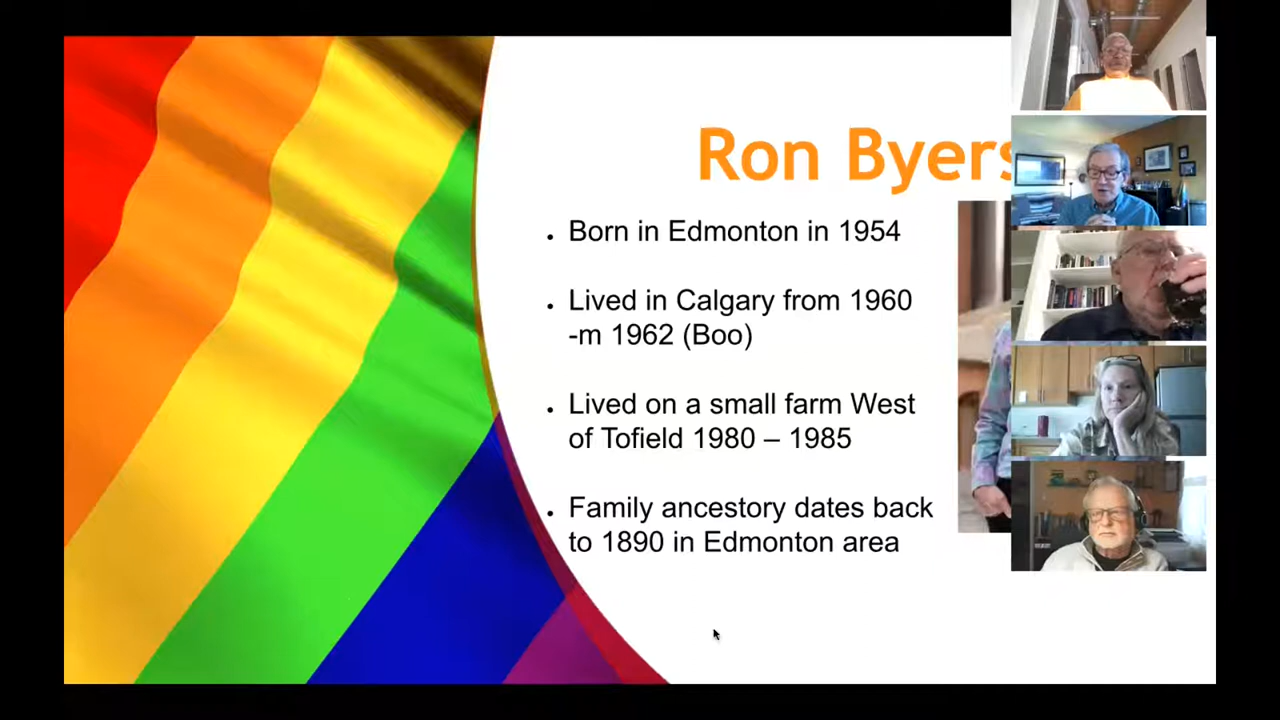 Ron Byers
Born in Edmonton in 1954
Lived in Calgary from 1960
-m 1962 (Boo)
Lived on a small farm West
of Tofield 1980 – 1985
Family ancestory dates back
to 1890 in Edmonton area